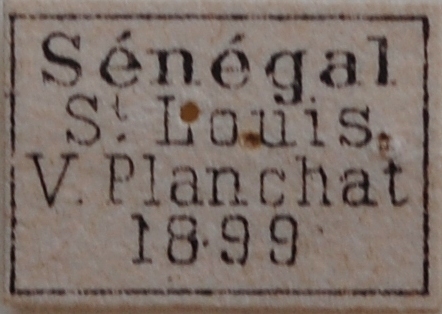 Sénégal
St. Louis.
V. Planchat
1899